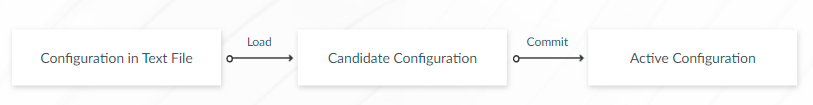 Configuration in Text File
Load
Candidate Configuration
Commit
Active Configuration